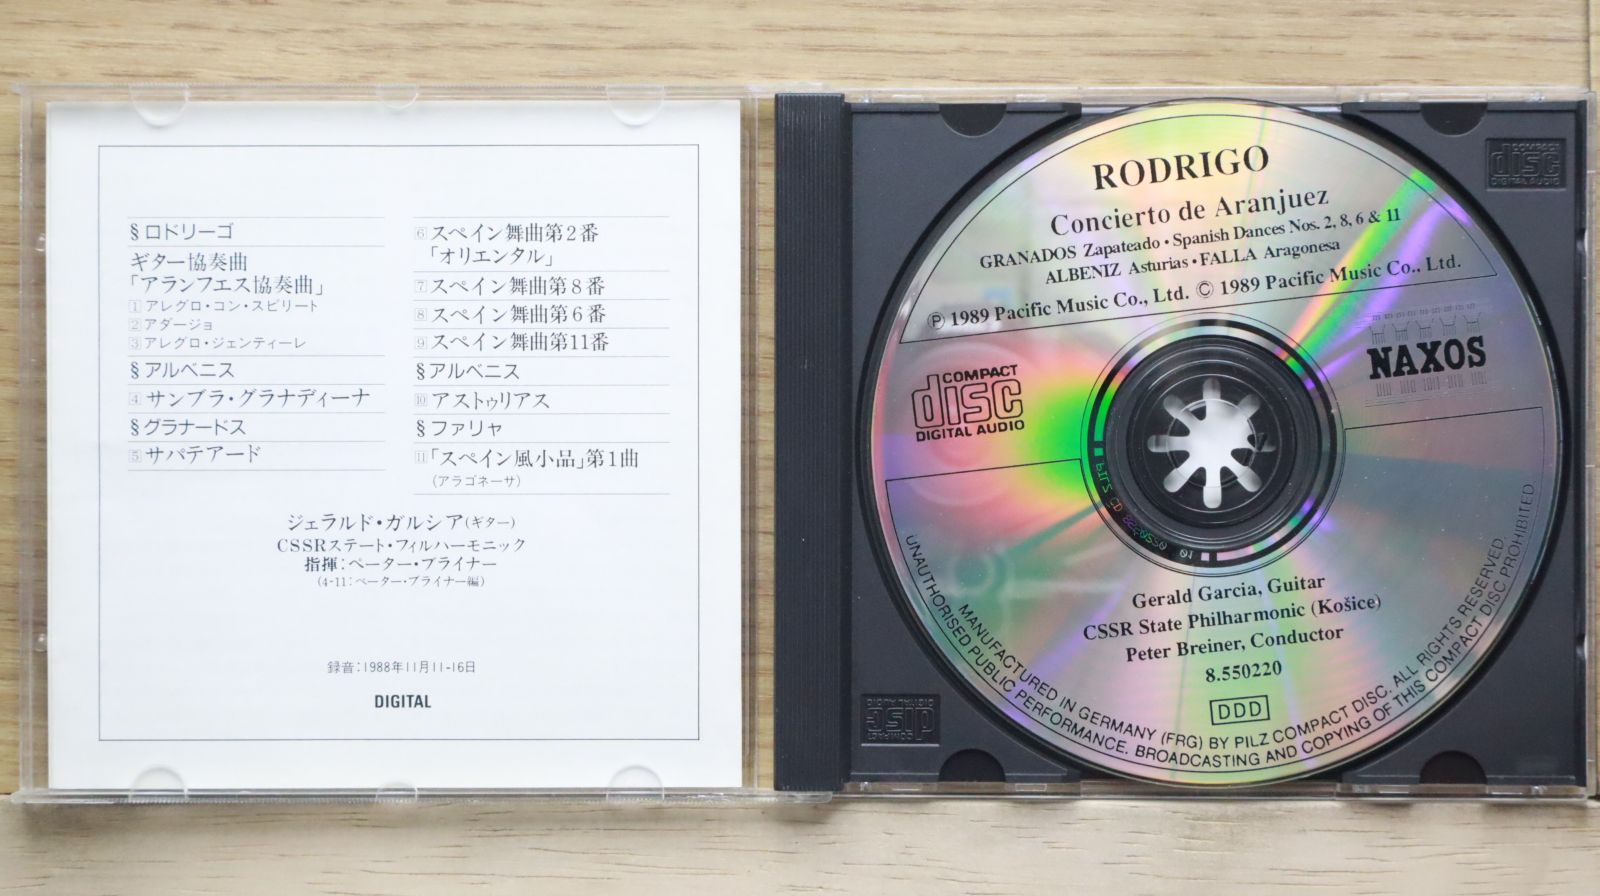 §ロドリーゴ
ギター協奏曲
「アランフエス協奏曲」
1 アレグロ・コン・スピリート
2 アダージョ
3 アレグロ・ジェンティーレ
§アルベニス
4 サンブラ・グラナディーナ
§グラナードス
5 サパテアード
6 スペイン舞曲第2番
「オリエンタル」
7 スペイン舞曲第8番
8 スペイン舞曲第6番
9 スペイン舞曲第11番
§アルベニス
10 アストゥリアス
§ファリャ
11 「スペイン風小品」第1曲
(アラゴネーサ)
ジェラルド・ガルシア(ギター)
CSSRステート・フィルハーモニック
指揮:ペーター・ブライナー
(4-11:ペーター・ブライナー編)
録音:1988年11月11-16日
DIGITAL
RODRIGO
Concierto de Aranjuez
GRANADOS Zapateado • Spanish Dances Nos. 2, 8, 6 & 11
ALBENIZ Asturias • FALLA Aragonesa
Ⓟ 1989 Pacific Music Co., Ltd. © 1989 Pacific Music Co., Ltd.
COMPACT
disc
DIGITAL AUDIO
NAXOS
Gerald Garcia, Guitar
CSSR State Philharmonic (Košice)
Peter Breiner, Conductor
8.550220
DDD
MANUFACTURED IN GERMANY (FRG) BY PILZ COMPACT DISC. ALL RIGHTS RESERVED.
UNAUTHORISED PUBLIC PERFORMANCE. BROADCASTING AND COPYING OF THIS COMPACT DISC PROHIBITED
COMPACT
disc
DIGITAL AUDIO
COMPACT
disc
DIGITAL AUDIO